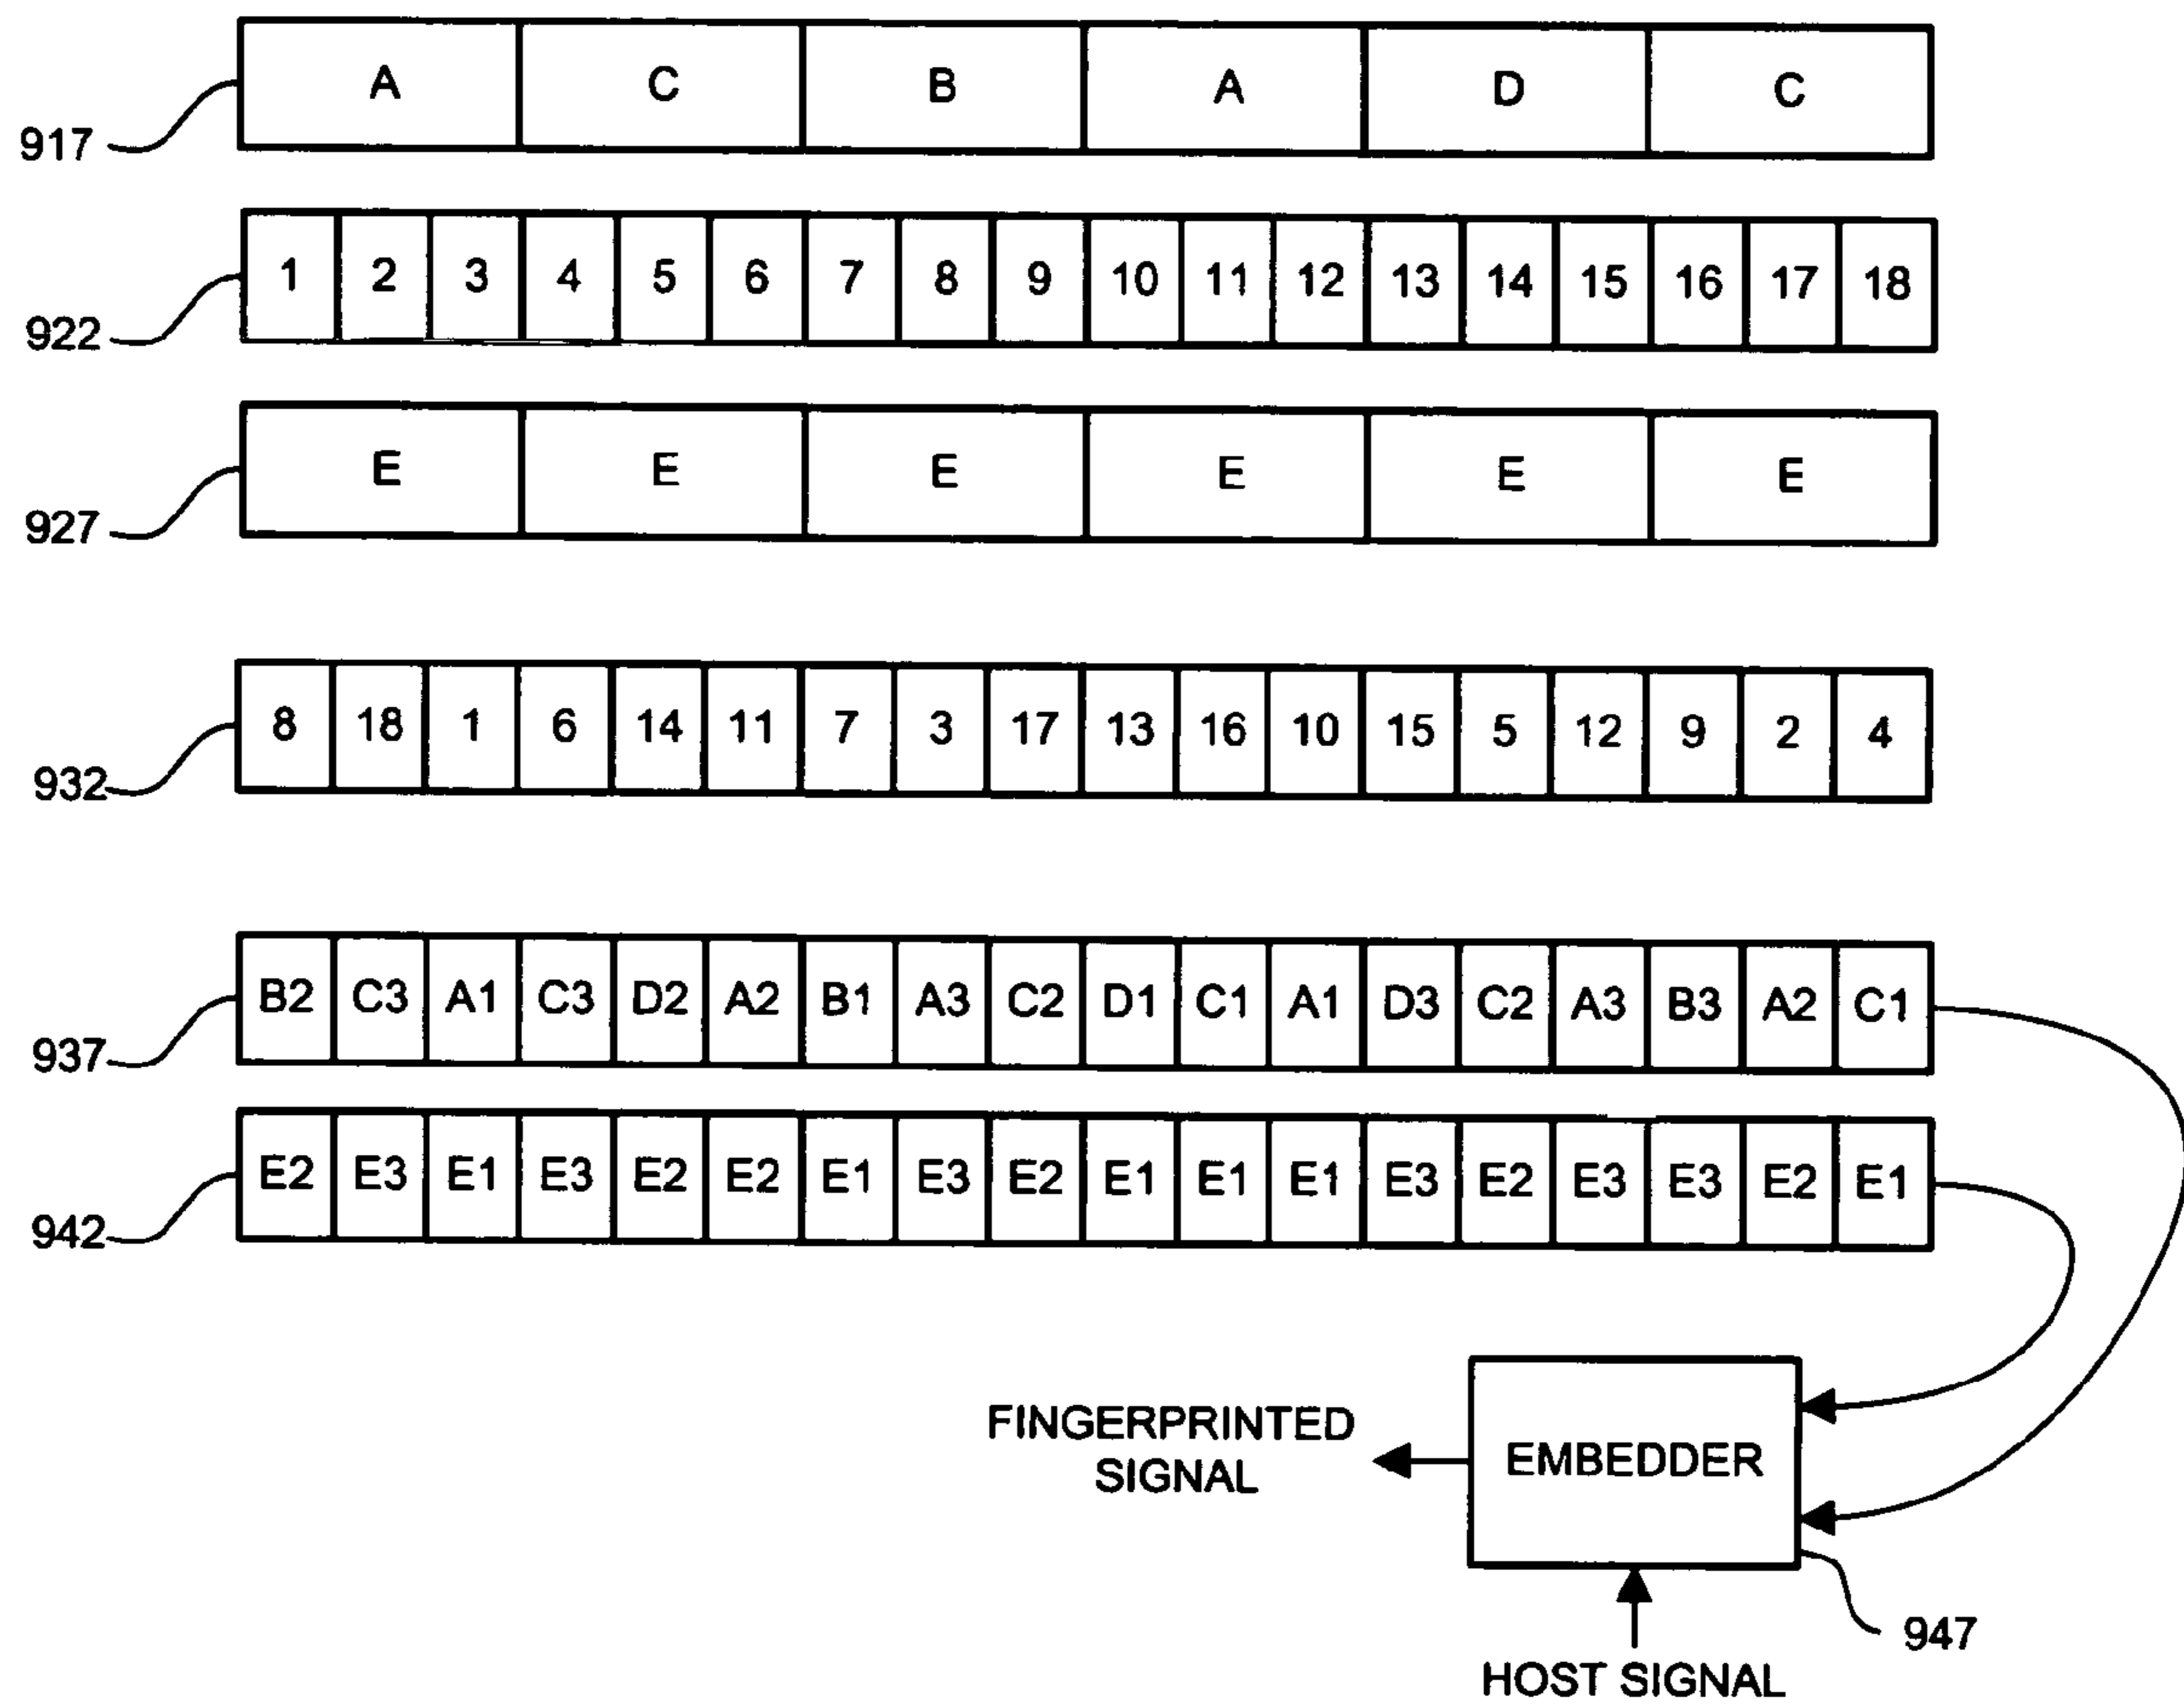 A C B A D C
917
1 2 3 4 5 6 7 8 9 10 11 12 13 14 15 16 17 18
922
E E E E E E
927
8 18 1 6 14 11 7 3 17 13 16 10 15 5 12 9 2 4
932
B2 C3 A1 C3 D2 A2 B1 A3 C2 D1 C1 A1 D3 C2 A3 B3 A2 C1
937
E2 E3 E1 E3 E2 E2 E1 E3 E2 E1 E1 E1 E3 E2 E3 E3 E2 E1
942
FINGERPRINTED
SIGNAL
EMBEDDER
947
HOST SIGNAL